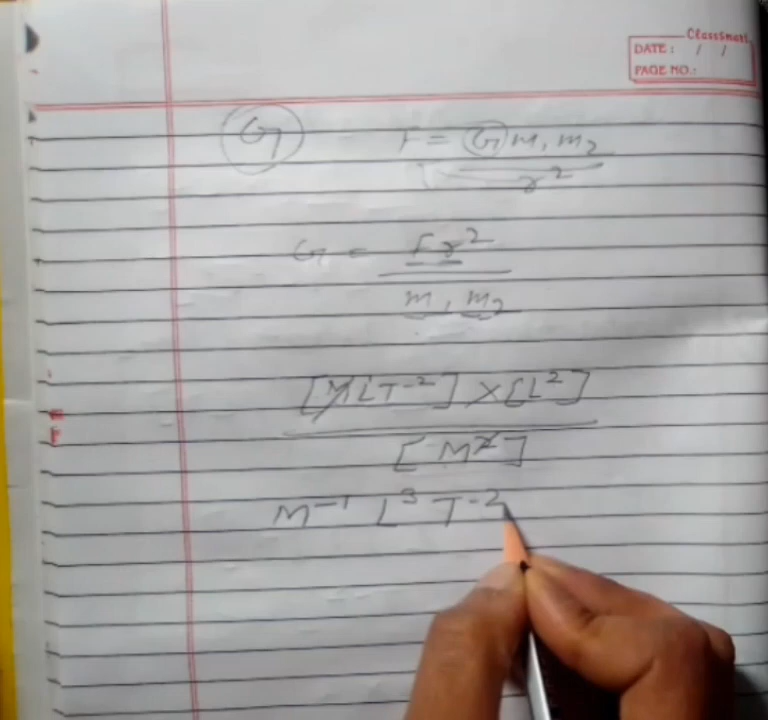 Classmate
DATE: / /
PAGE NO.:
G F = G m1 m2
r2
G = F r2
m1 m2
[MLT-2] × [L2]
[M2]
M-1 L3 T-2